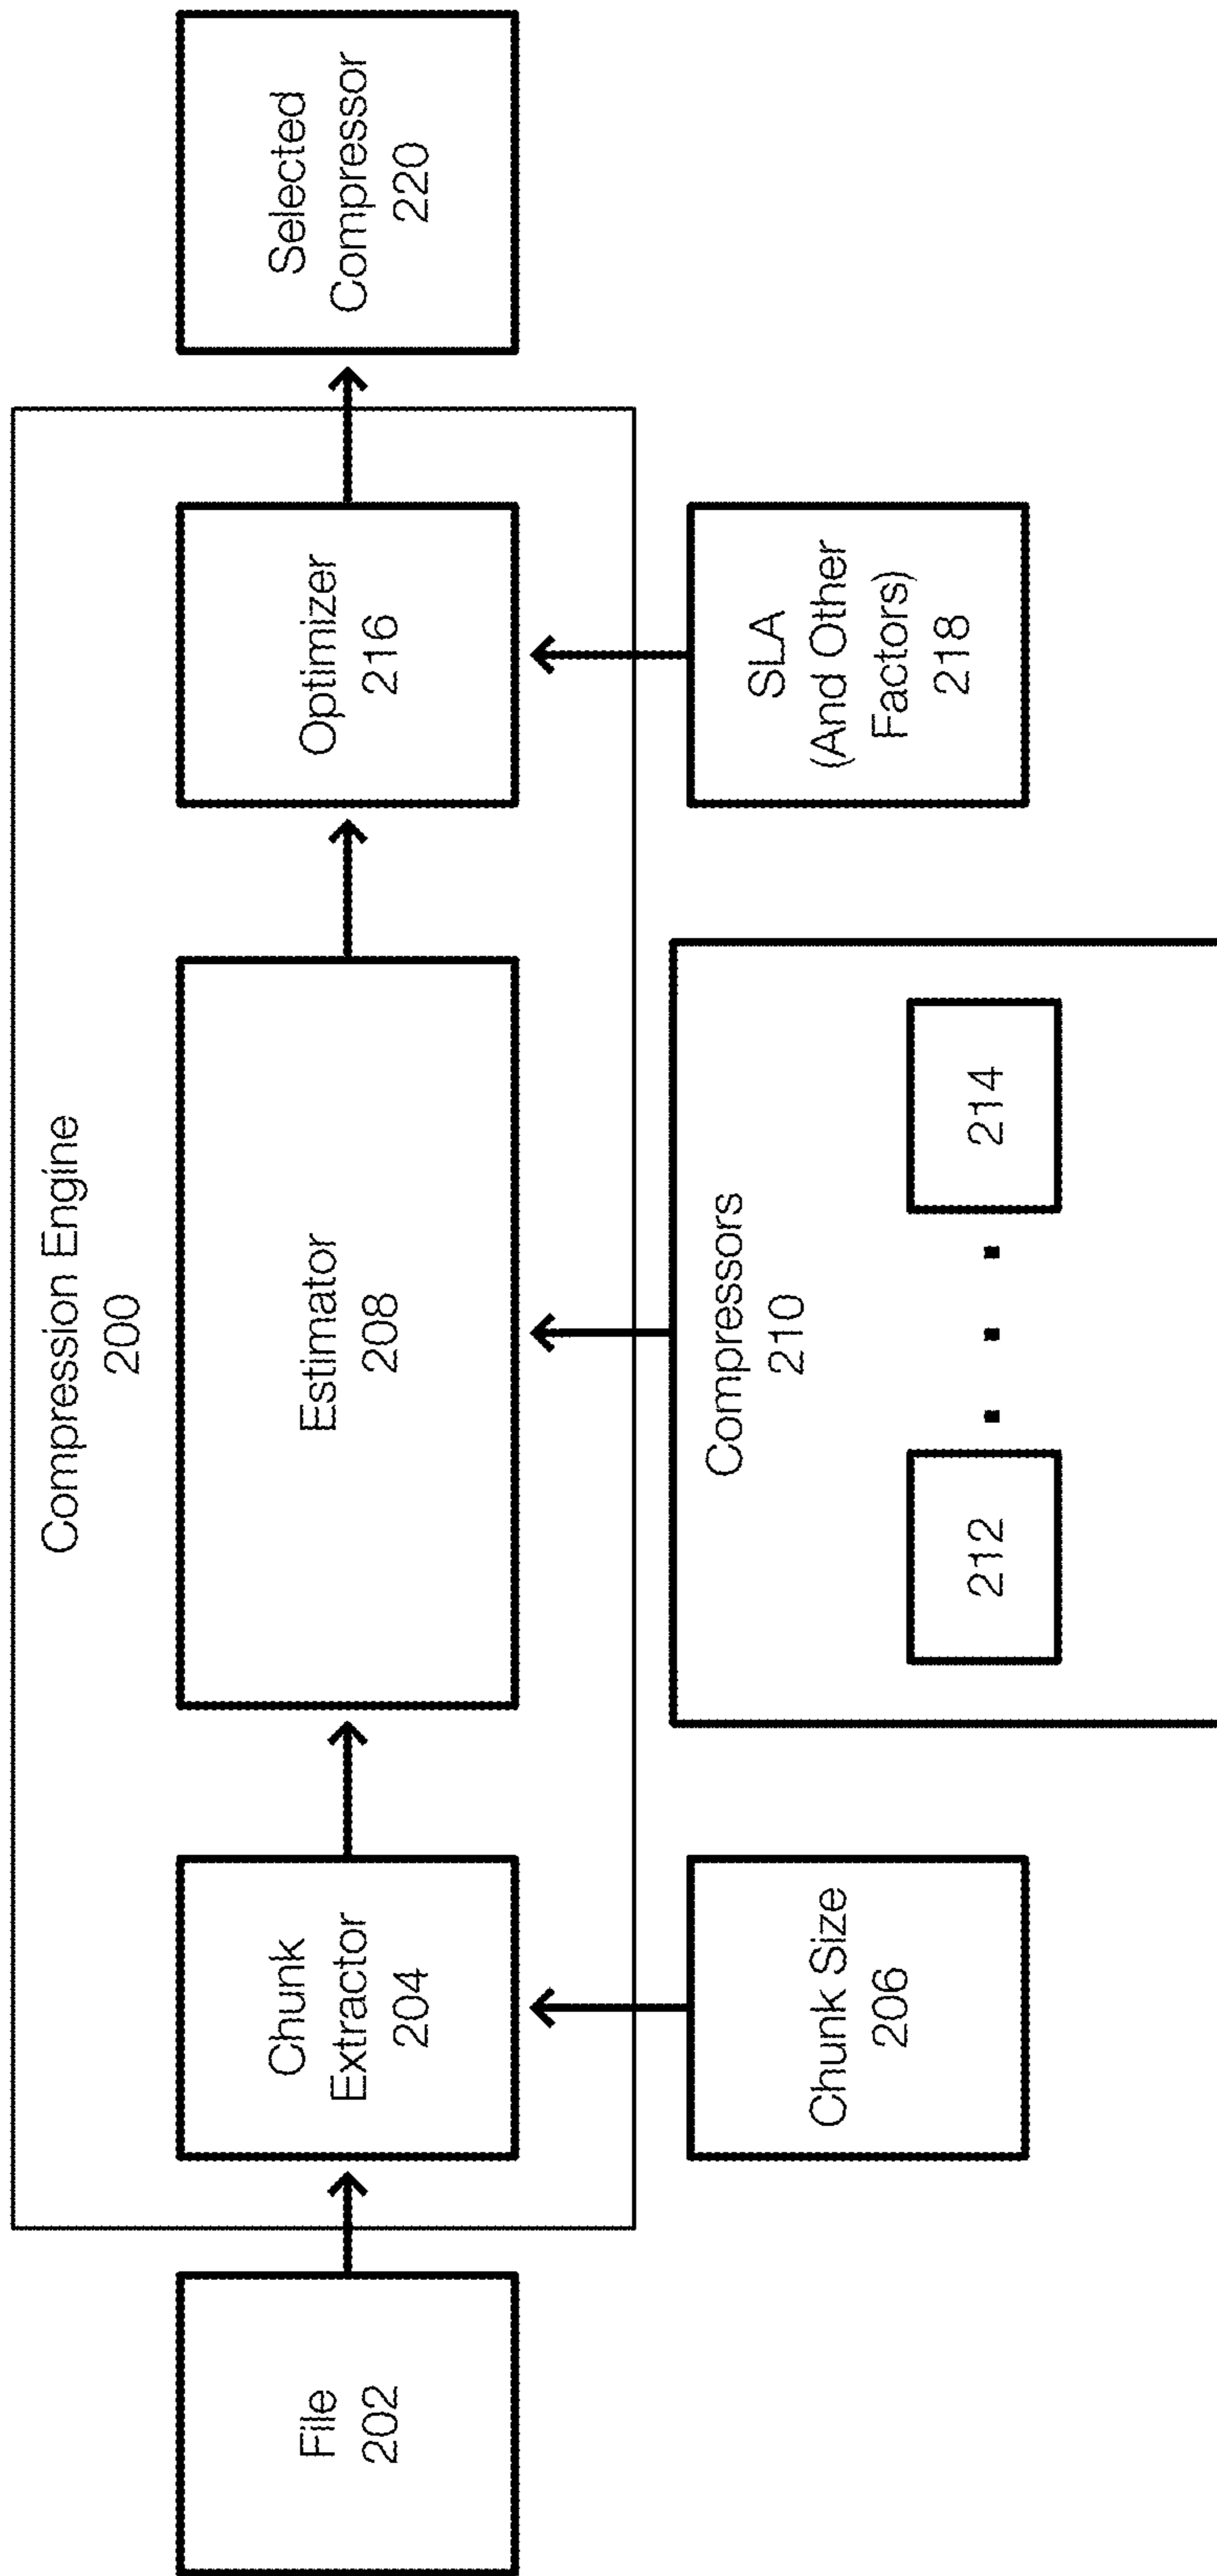 Compression Engine
200
File
202
Chunk
Extractor
204
Estimator
208
Optimizer
216
Selected
Compressor
220
Chunk Size
206
Compressors
210
212
214
SLA
(And Other
Factors)
218